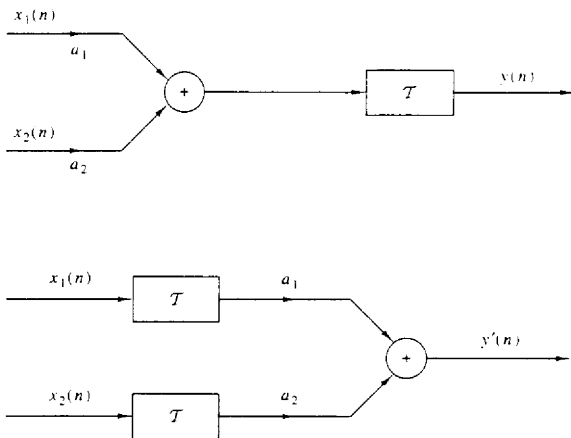 x₁(n)
a₁
+
𝒯
y(n)
x₂(n)
a₂
x₁(n)
𝒯
a₁
+
y′(n)
x₂(n)
𝒯
a₂